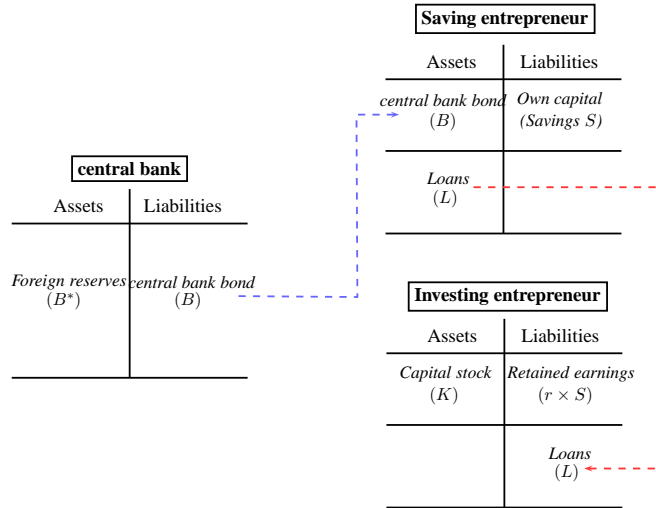 Saving entrepreneur
Assets Liabilities
central bank bond Own capital
(B) (Savings S)
Loans
(L)
central bank
Assets Liabilities
Foreign reserves central bank bond
(B*) (B)
Investing entrepreneur
Assets Liabilities
Capital stock Retained earnings
(K) (r × S)
Loans
(L)